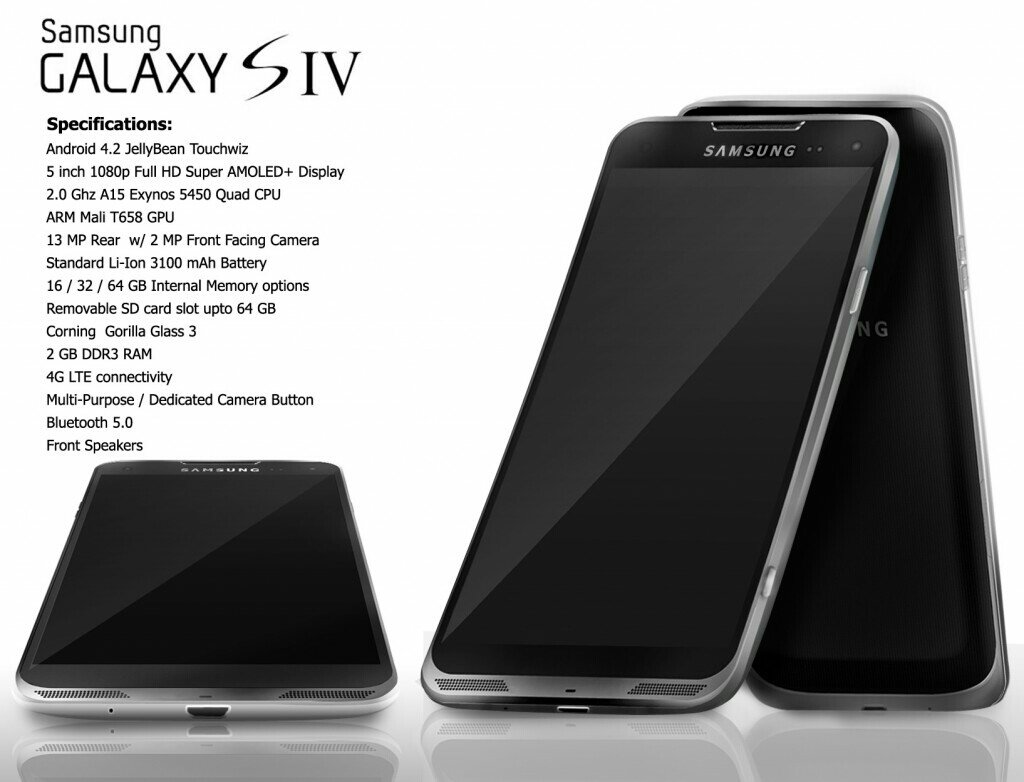 Samsung
GALAXY S IV
Specifications:
Android 4.2 JellyBean Touchwiz
5 inch 1080p Full HD Super AMOLED+ Display
2.0 Ghz A15 Exynos 5450 Quad CPU
ARM Mali T658 GPU
13 MP Rear  w/ 2 MP Front Facing Camera
Standard Li-Ion 3100 mAh Battery
16 / 32 / 64 GB Internal Memory options
Removable SD card slot upto 64 GB
Corning  Gorilla Glass 3
2 GB DDR3 RAM
4G LTE connectivity
Multi-Purpose / Dedicated Camera Button
Bluetooth 5.0
Front Speakers
SAMSUNG
SAMSUNG
NG